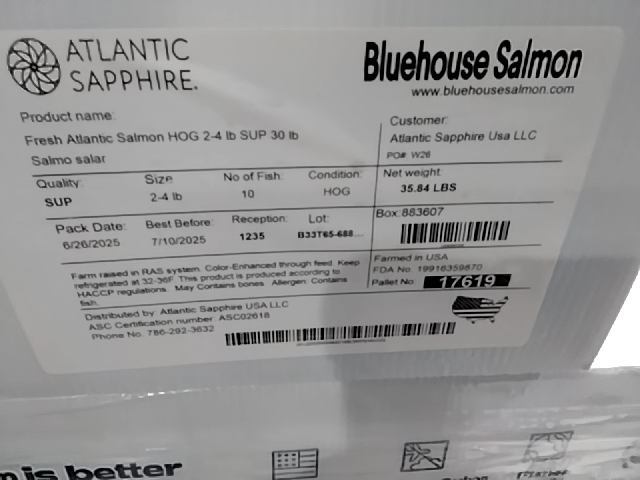 ATLANTIC
SAPPHIRE.
Bluehouse Salmon
www.bluehousesalmon.com
Product name:
Fresh Atlantic Salmon HOG 2-4 lb SUP 30 lb
Salmo salar
Customer:
Atlantic Sapphire Usa LLC
PO#: W26
Quality: Size No of Fish: Condition:
SUP 2-4 lb 10 HOG
Net weight:
35.84 LBS
Pack Date: Best Before: Reception: Lot:
6/26/2025 7/10/2025 1235 B33T65-688...
Box:883607
Farm raised in RAS system. Color-Enhanced through feed. Keep
refrigerated at 32-36F. This product is produced according to
HACCP regulations. May Contains bones. Allergen: Contains
fish.
Farmed in USA
FDA No. 19916359870
Pallet No 17619
Distributed by: Atlantic Sapphire USA LLC
ASC Certification number: ASC02618
Phone No. 786-292-3632
is better